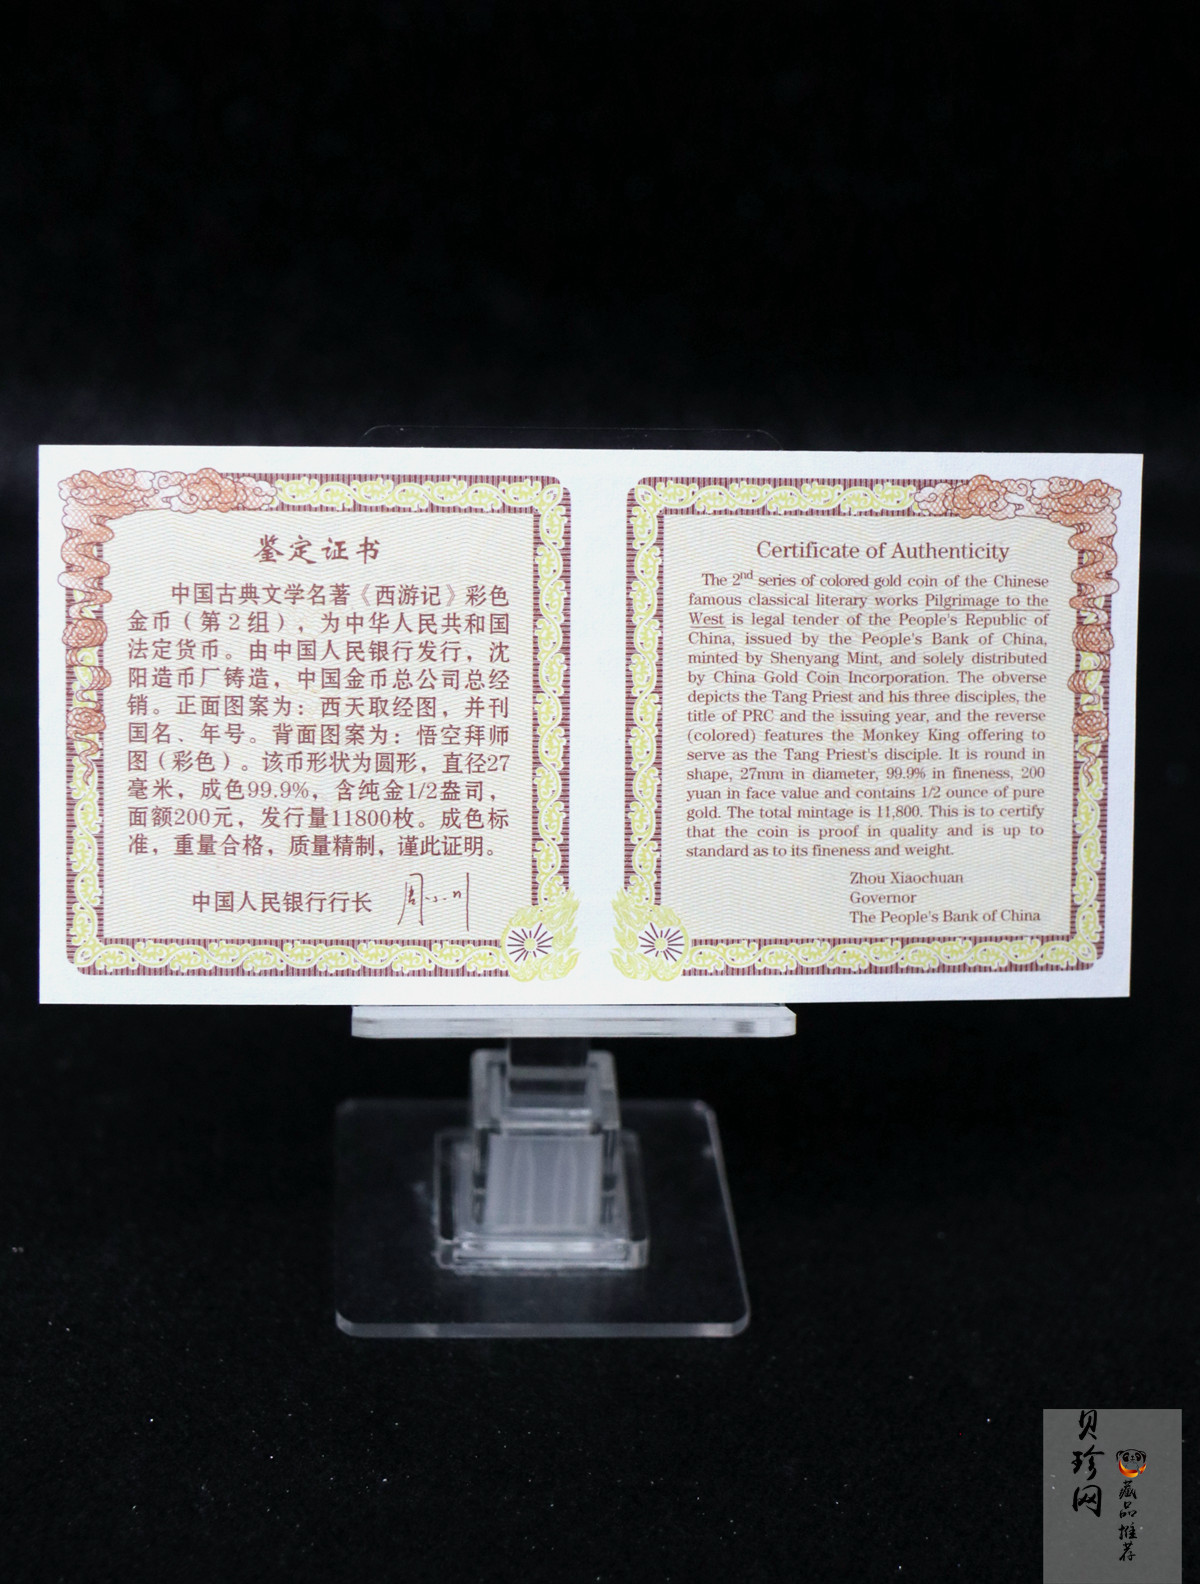 鉴定证书
中国古典文学名著《西游记》彩色
金币（第2组），为中华人民共和国
法定货币。由中国人民银行发行，沈
阳造币厂铸造，中国金币总公司总经
销。正面图案为：西天取经图，并刊
国名、年号。背面图案为：悟空拜师
图（彩色）。该币形状为圆形，直径27
毫米，成色99.9%，含纯金1/2盎司，
面额200元，发行量11800枚。成色标
准，重量合格，质量精制，谨此证明。
中国人民银行行长 周小川
Certificate of Authenticity
The 2nd series of colored gold coin of the Chinese
famous classical literary works Pilgrimage to the
West is legal tender of the People's Republic of
China, issued by the People's Bank of China,
minted by Shenyang Mint, and solely distributed
by China Gold Coin Incorporation. The obverse
depicts the Tang Priest and his three disciples, the
title of PRC and the issuing year, and the reverse
(colored) features the Monkey King offering to
serve as the Tang Priest's disciple. It is round in
shape, 27mm in diameter, 99.9% in fineness, 200
yuan in face value and contains 1/2 ounce of pure
gold. The total mintage is 11,800. This is to certify
that the coin is proof in quality and is up to
standard as to its fineness and weight.
Zhou Xiaochuan
Governor
The People's Bank of China
贝珍网
藏品推荐